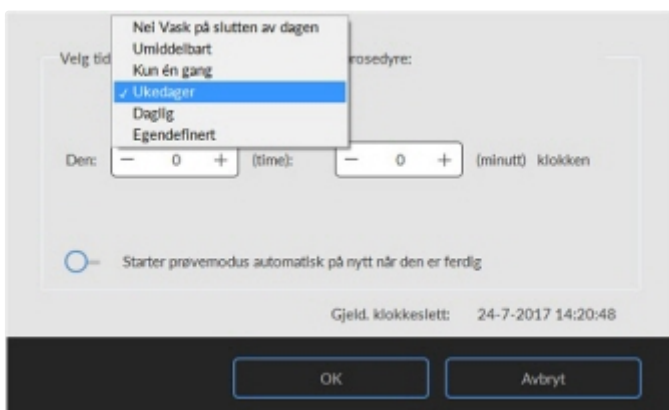 Nei Vask på slutten av dagen
Umiddelbart
Velg tid rosedyre:
Kun én gang
✓ Ukedager
Daglig
Egendefinert
Den: − 0 + (time): − 0 + (minutt) klokken
Starter prøvemodus automatisk på nytt når den er ferdig
Gjeld. klokkeslett: 24-7-2017 14:20:48
OK Avbryt